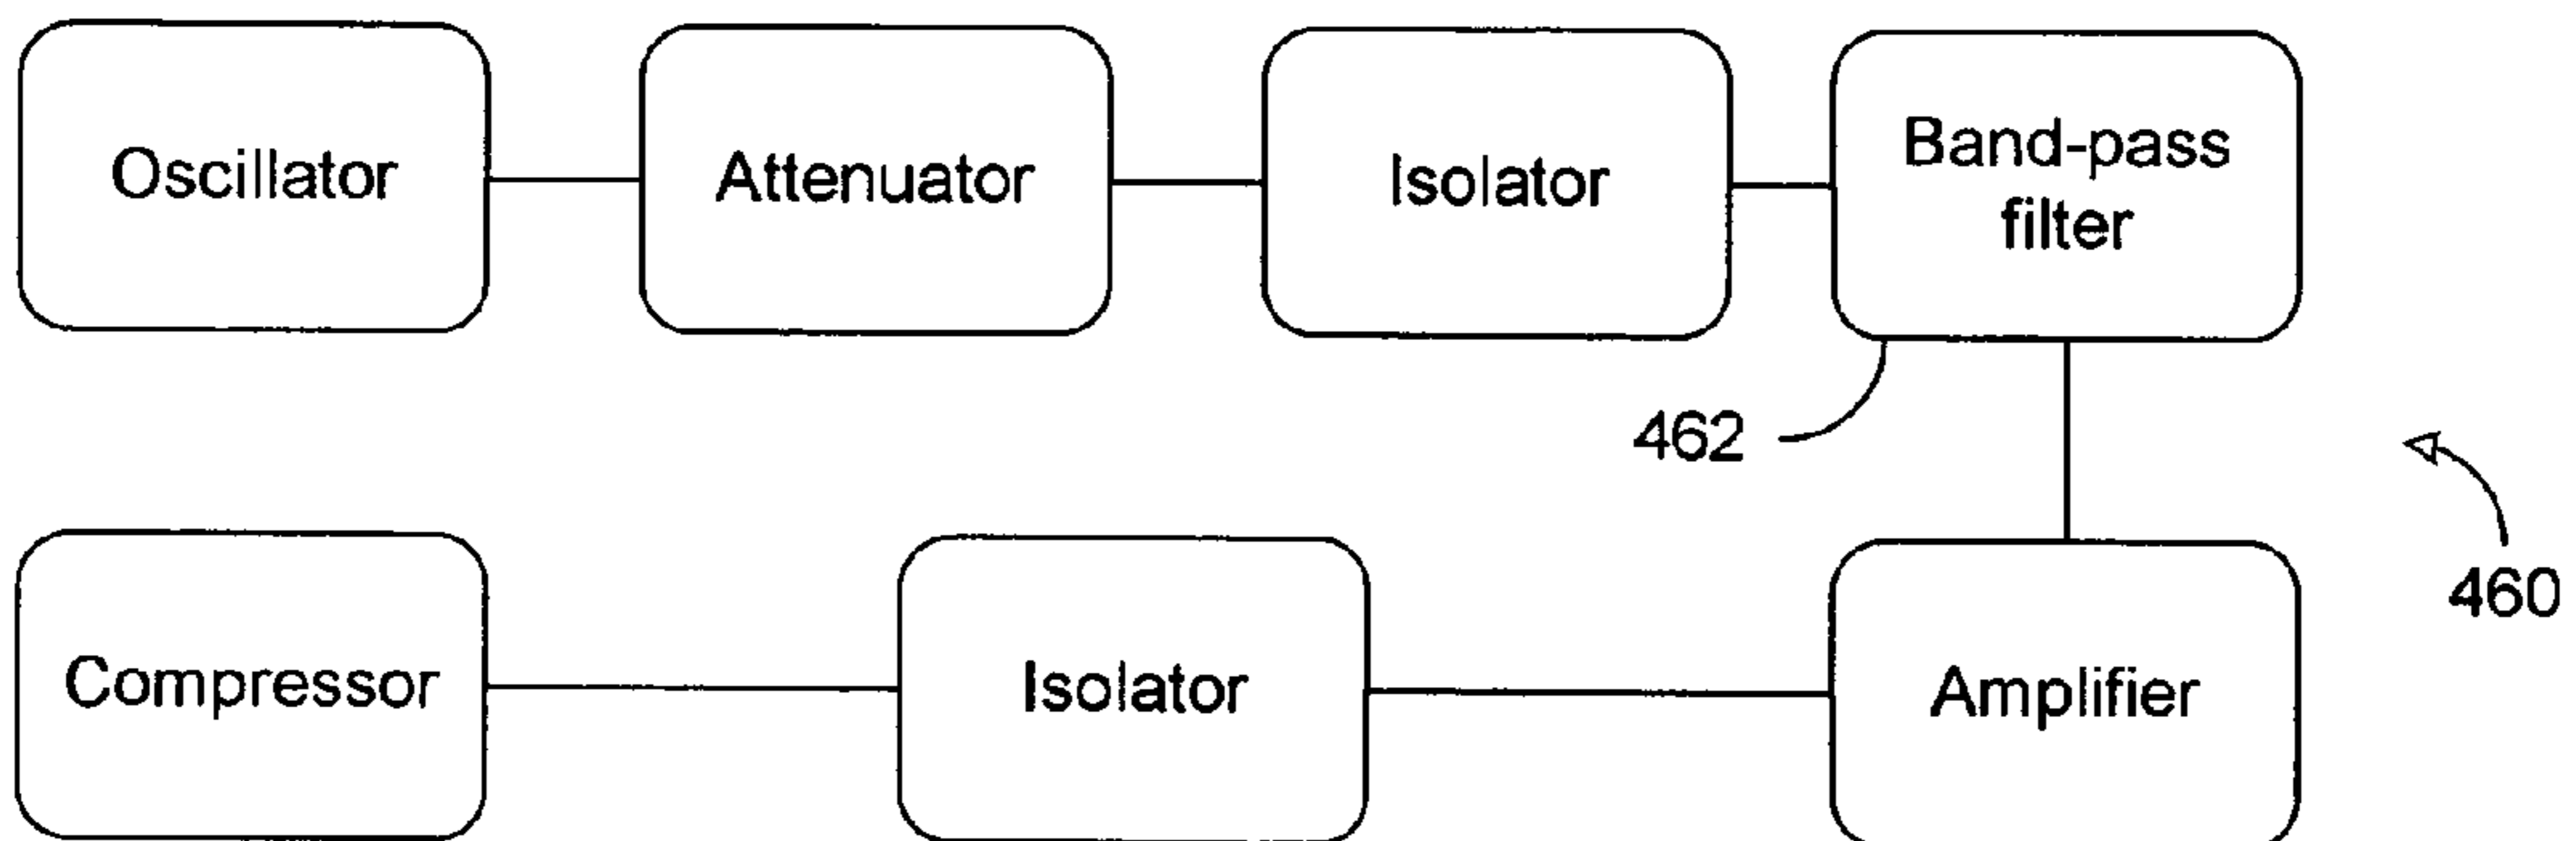 Oscillator
Attenuator
Isolator
Band-pass
filter
462
460
Compressor
Isolator
Amplifier